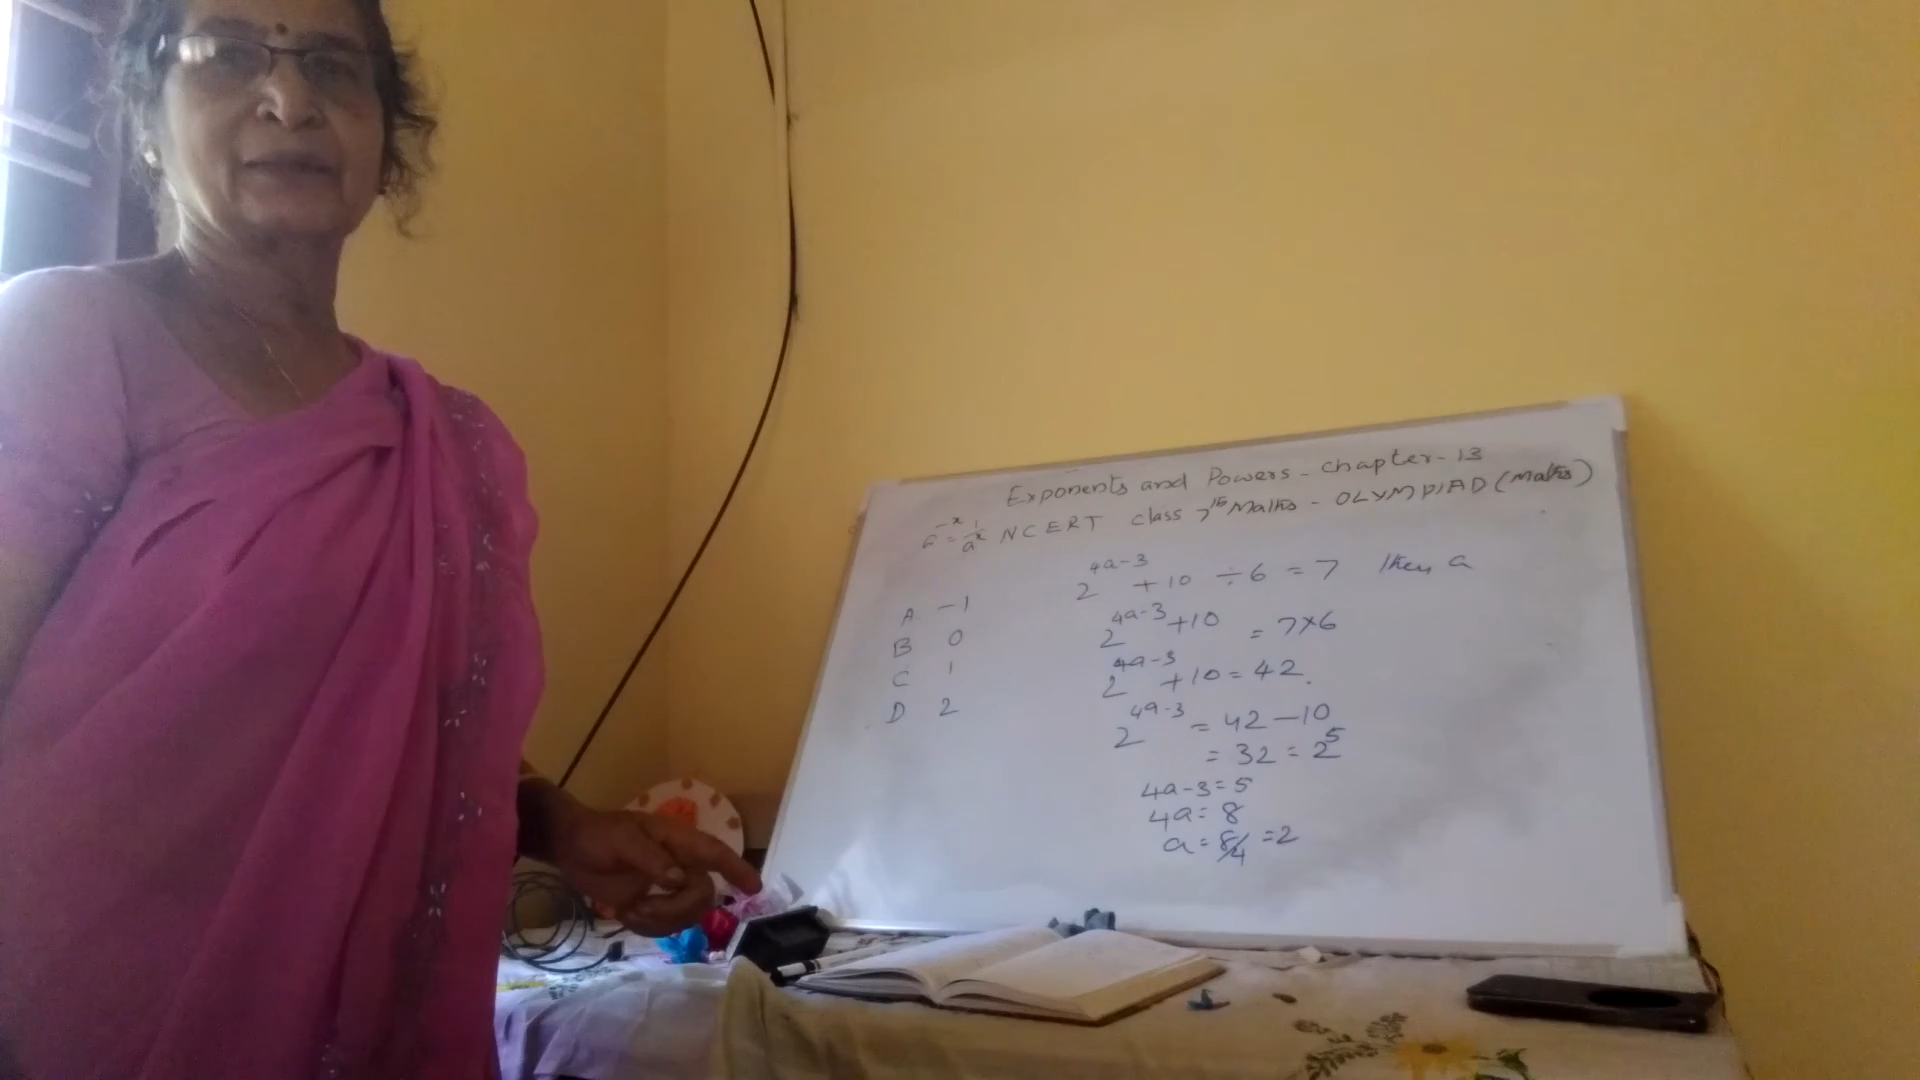 Exponents and Powers - Chapter - 13
a^-x = 1/a^x NCERT Class 7th Maths - OLYMPIAD (Maths)
2^4a-3 + 10 ÷ 6 = 7 then a
A. -1
B 0
C 1
D 2
2^4a-3 + 10 = 7×6
2^4a-3 + 10 = 42.
2^4a-3 = 42 - 10
= 32 = 2^5
4a-3 = 5
4a = 8
a = 8/4 = 2